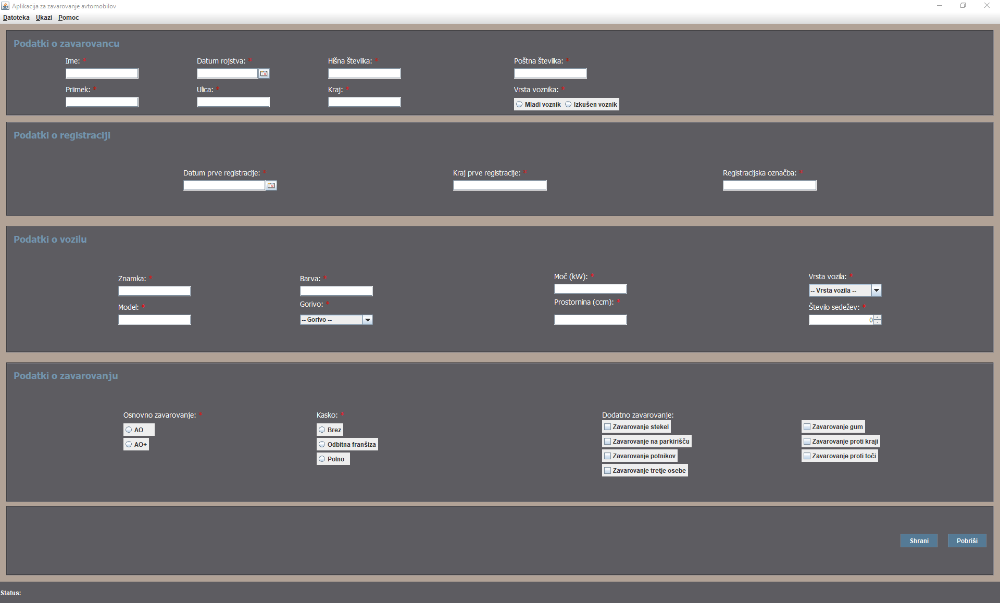 Aplikacija za zavarovanje avtomobilov
Datoteka Ukazi Pomoc
Podatki o zavarovancu
Ime: * Datum rojstva: * Hišna številka: * Poštna številka: *
Priimek: * Ulica: * Kraj: * Vrsta voznika: *
Mladi voznik Izkušen voznik
Podatki o registraciji
Datum prve registracije: * Kraj prve registracije: * Registracijska označba: *
Podatki o vozilu
Znamka: * Barva: * Moč (kW): * Vrsta vozila: *
-- Vrsta vozila --
Model: * Gorivo: * Prostornina (ccm): * Število sedežev: *
-- Gorivo -- 0
Podatki o zavarovanju
Osnovno zavarovanje: * Kasko: * Dodatno zavarovanje:
AO Brez Zavarovanje stekel Zavarovanje gum
AO+ Odbitna franšiza Zavarovanje na parkirišču Zavarovanje proti kraji
Polno Zavarovanje potnikov Zavarovanje proti toči
Zavarovanje tretje osebe
Shrani Pobriši
Status: